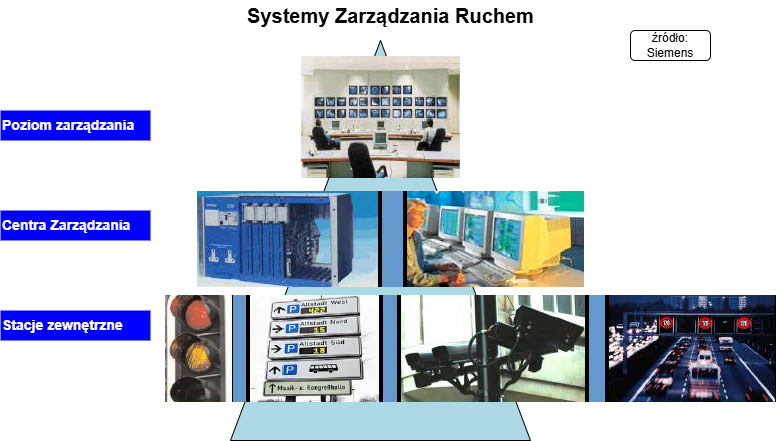 Systemy Zarządzania Ruchem
źródło:
Siemens
Poziom zarządzania
Centra Zarządzania
Stacje zewnętrzne
Altstadt West
P 422
Altstadt Nord
P 15
Altstadt Süd
P 18
P
Musik- u. Kongreßhalle